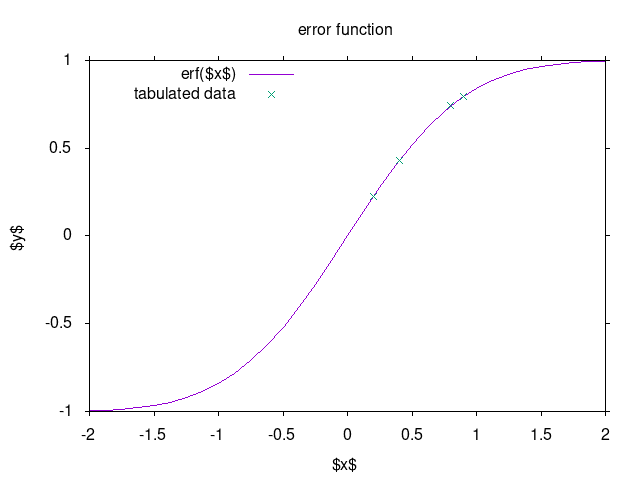 error function
1
0.5
0
-0.5
-1
erf($x$)
tabulated data
$y$
-2 -1.5 -1 -0.5 0 0.5 1 1.5 2
$x$